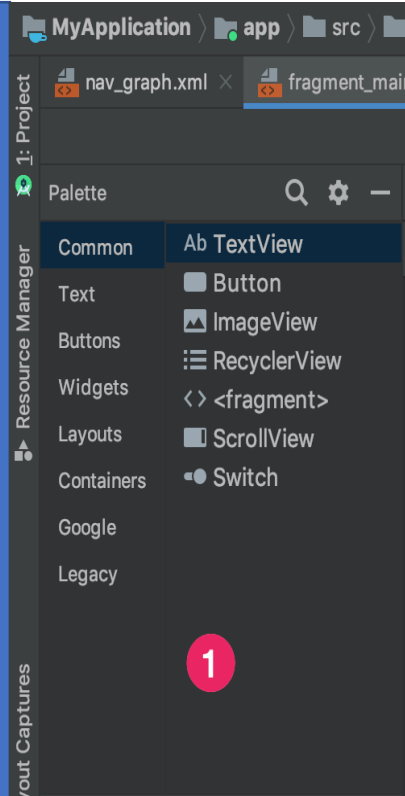 MyApplication app src
nav_graph.xml fragment_mai
1: Project
Resource Manager
yout Captures
Palette
Common
Text
Buttons
Widgets
Layouts
Containers
Google
Legacy
Ab TextView
Button
ImageView
RecyclerView
<fragment>
ScrollView
Switch
1